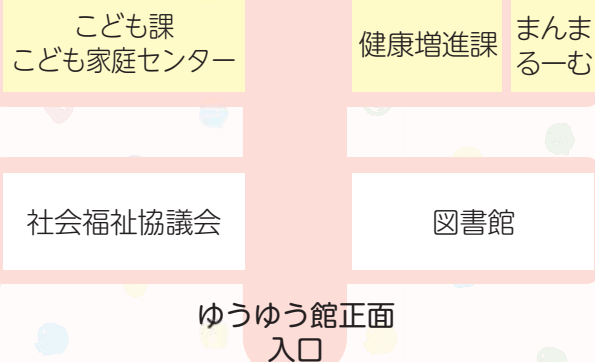 こども課
こども家庭センター
健康増進課
まんま
るーむ
社会福祉協議会
図書館
ゆうゆう館正面
入口